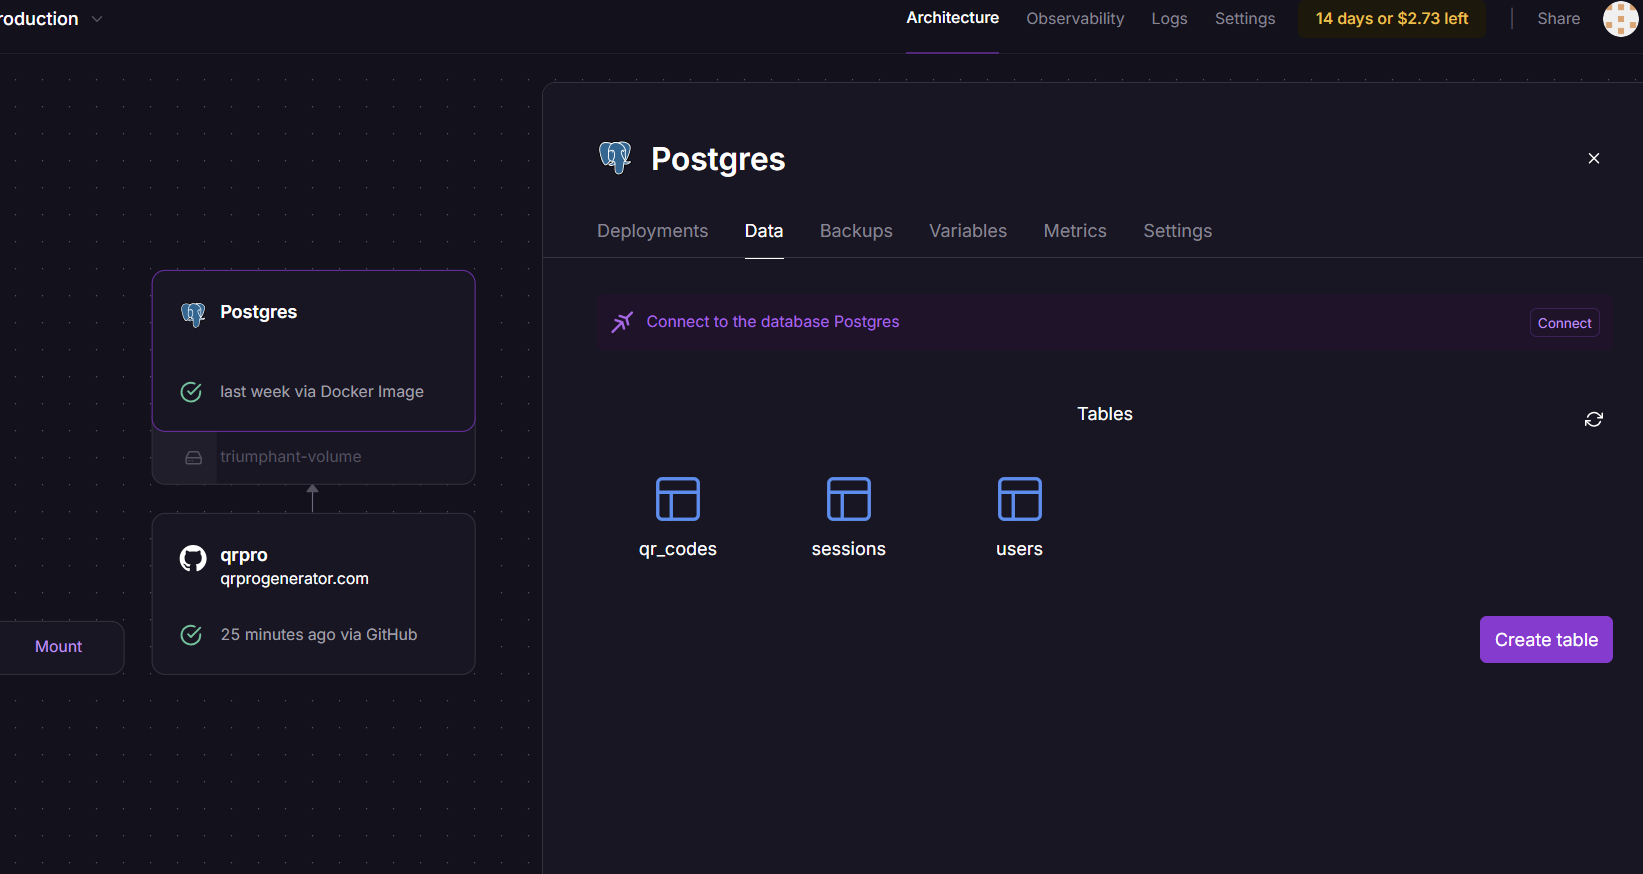 roduction
Architecture
Observability
Logs
Settings
14 days or $2.73 left
Share
Postgres
Deployments
Data
Backups
Variables
Metrics
Settings
Connect to the database Postgres
Connect
Tables
qr_codes
sessions
users
Create table
Postgres
last week via Docker Image
triumphant-volume
qrpro
qrprogenerator.com
25 minutes ago via GitHub
Mount